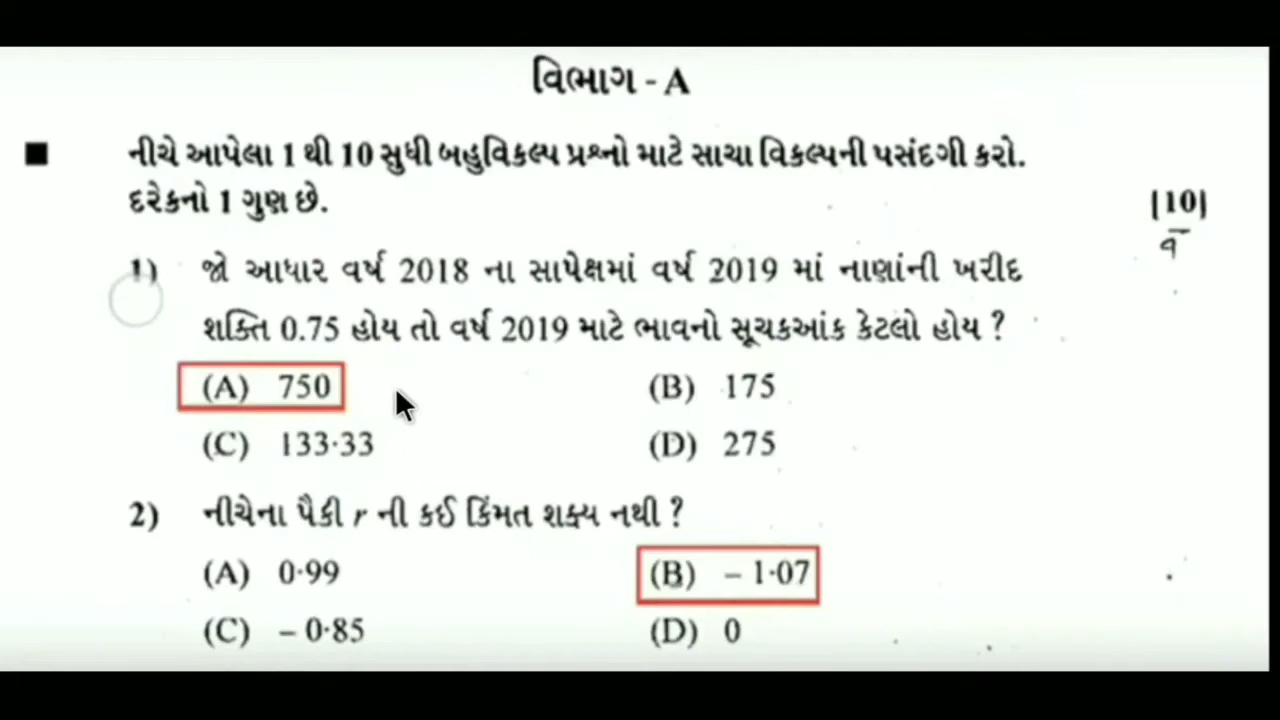 વિભાગ - A
■ નીચે આપેલા 1 થી 10 સુધી બહુવિકલ્પ પ્રશ્નો માટે સાચા વિકલ્પની પસંદગી કરો.
દરેકનો 1 ગુણ છે. [10]
૧
1) જો આધાર વર્ષ 2018 ના સાપેક્ષમાં વર્ષ 2019 માં નાણાંની ખરીદ
શક્તિ 0.75 હોય તો વર્ષ 2019 માટે ભાવનો સૂચકઆંક કેટલો હોય ?
(A) 750 (B) 175
(C) 133·33 (D) 275
2) નીચેના પૈકી r ની કઈ કિંમત શક્ય નથી ?
(A) 0·99 (B) – 1·07
(C) – 0·85 (D) 0